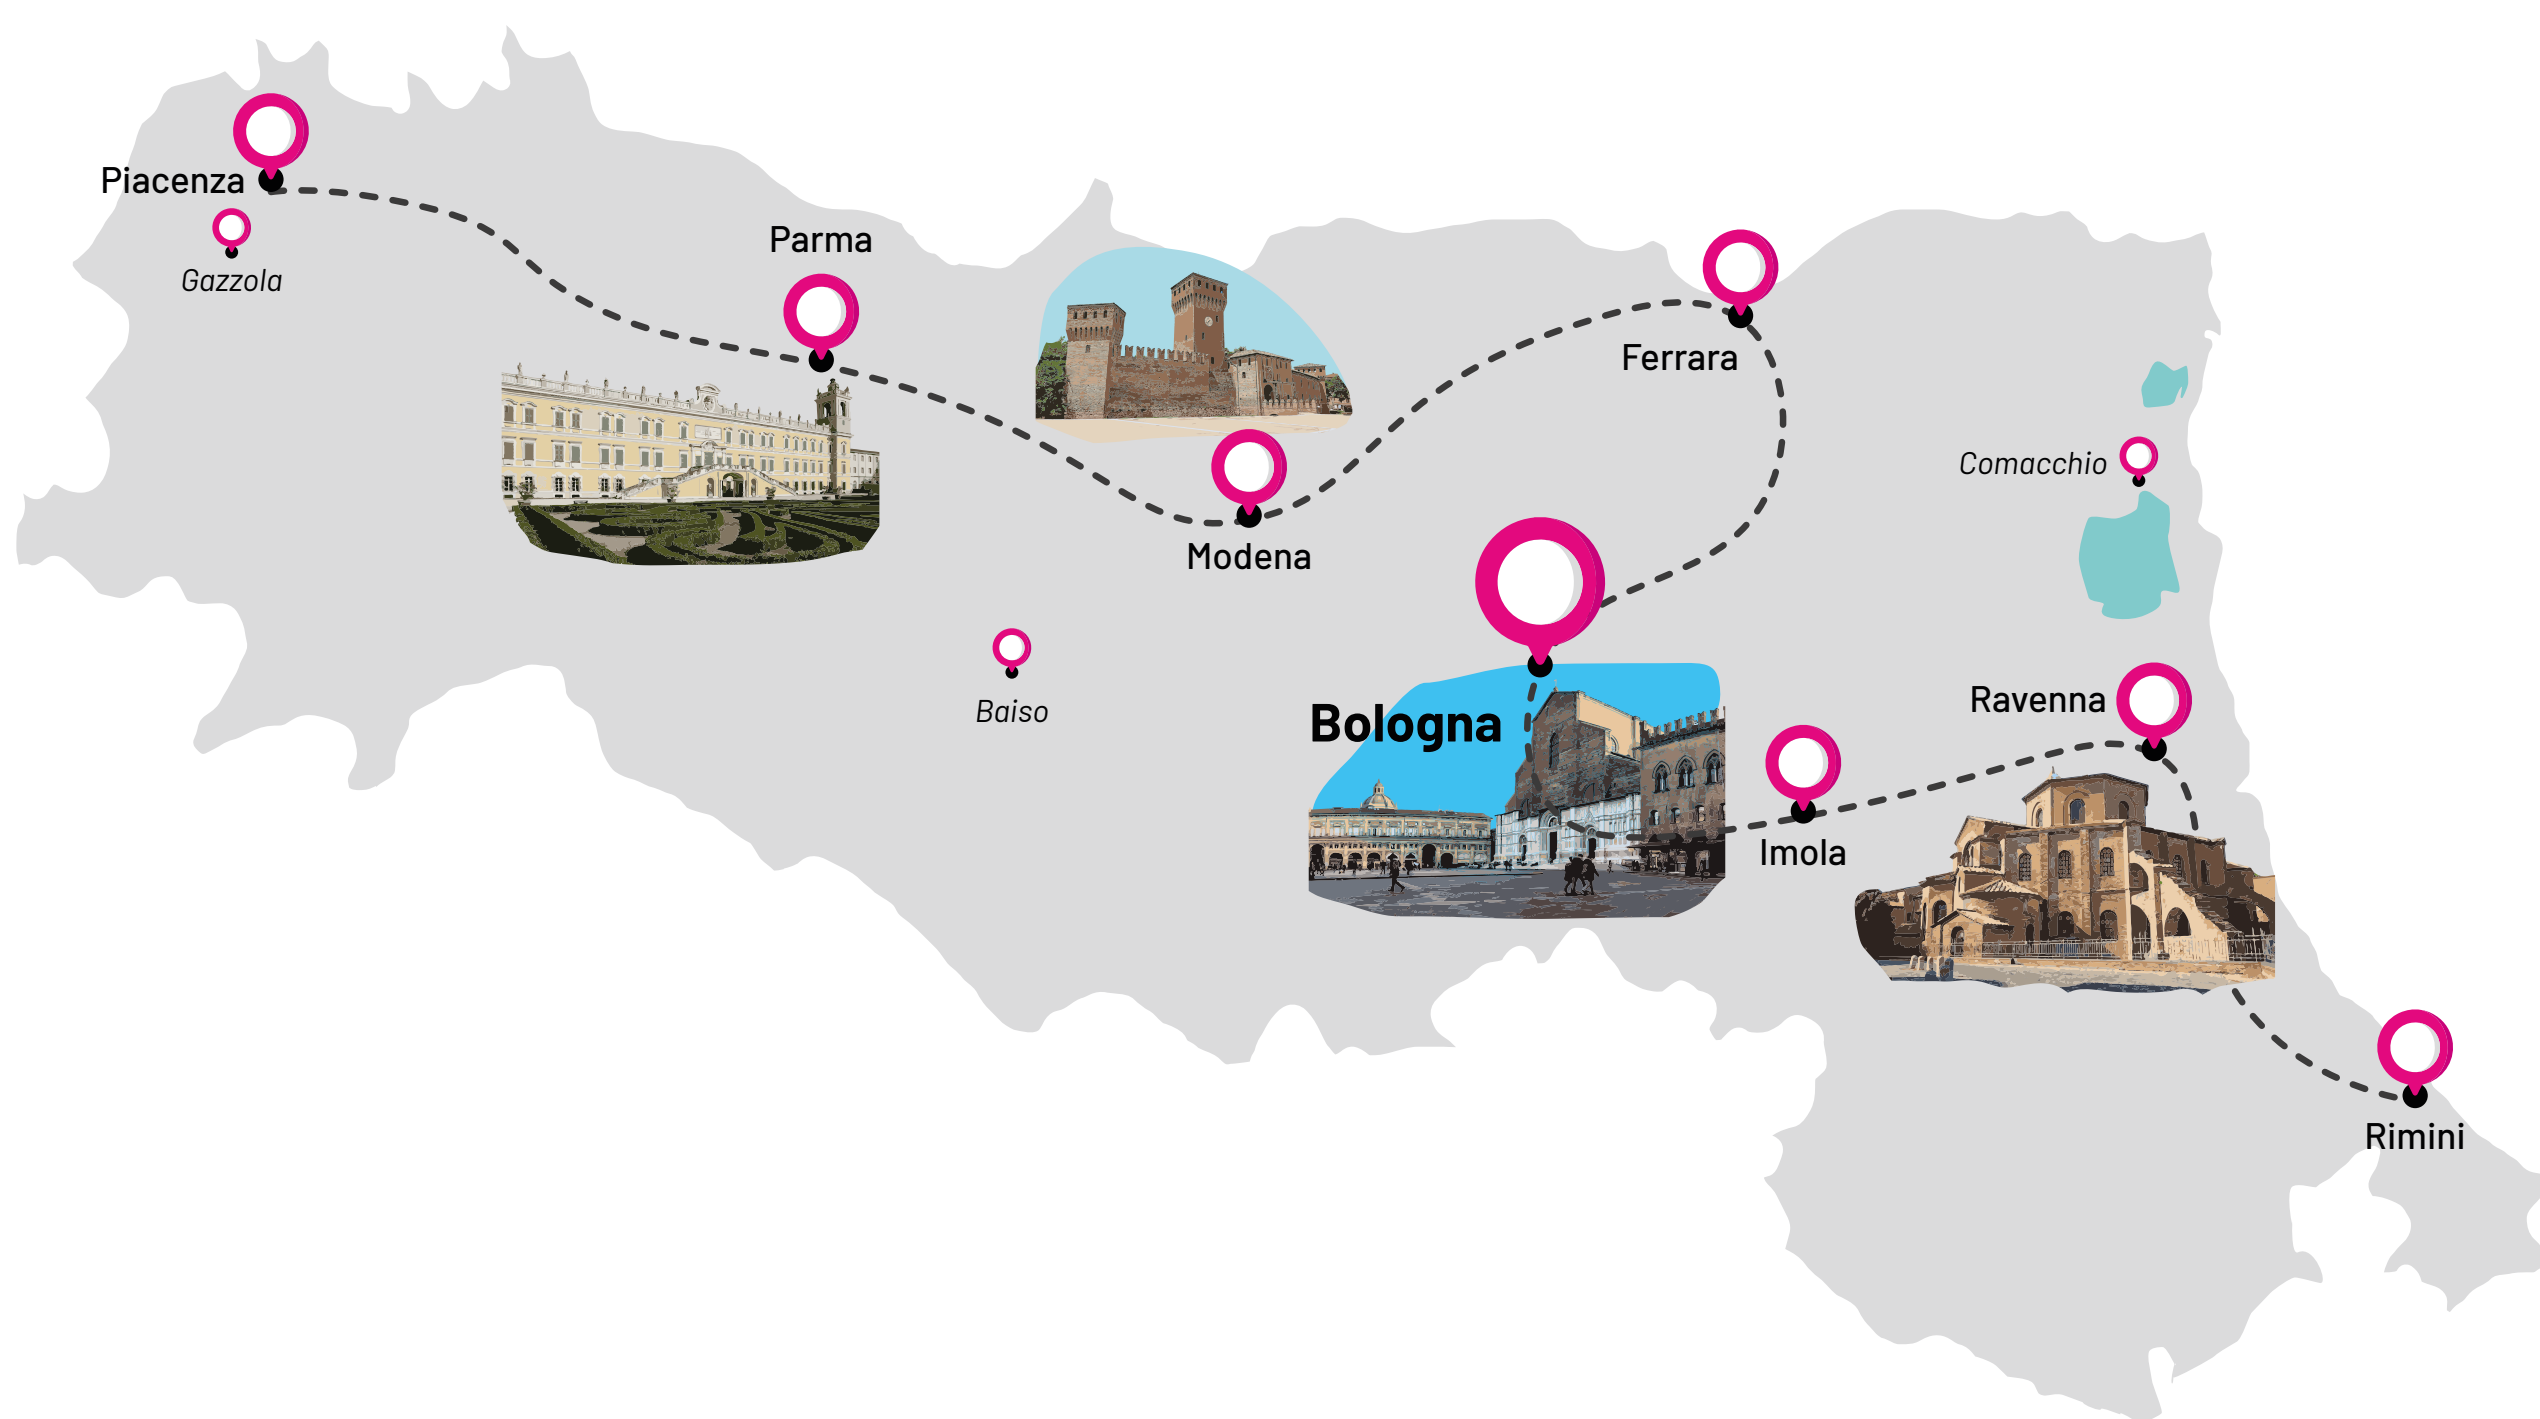 Piacenza
Gazzola
Parma
Ferrara
Comacchio
Modena
Baiso
Bologna
Ravenna
Imola
Rimini